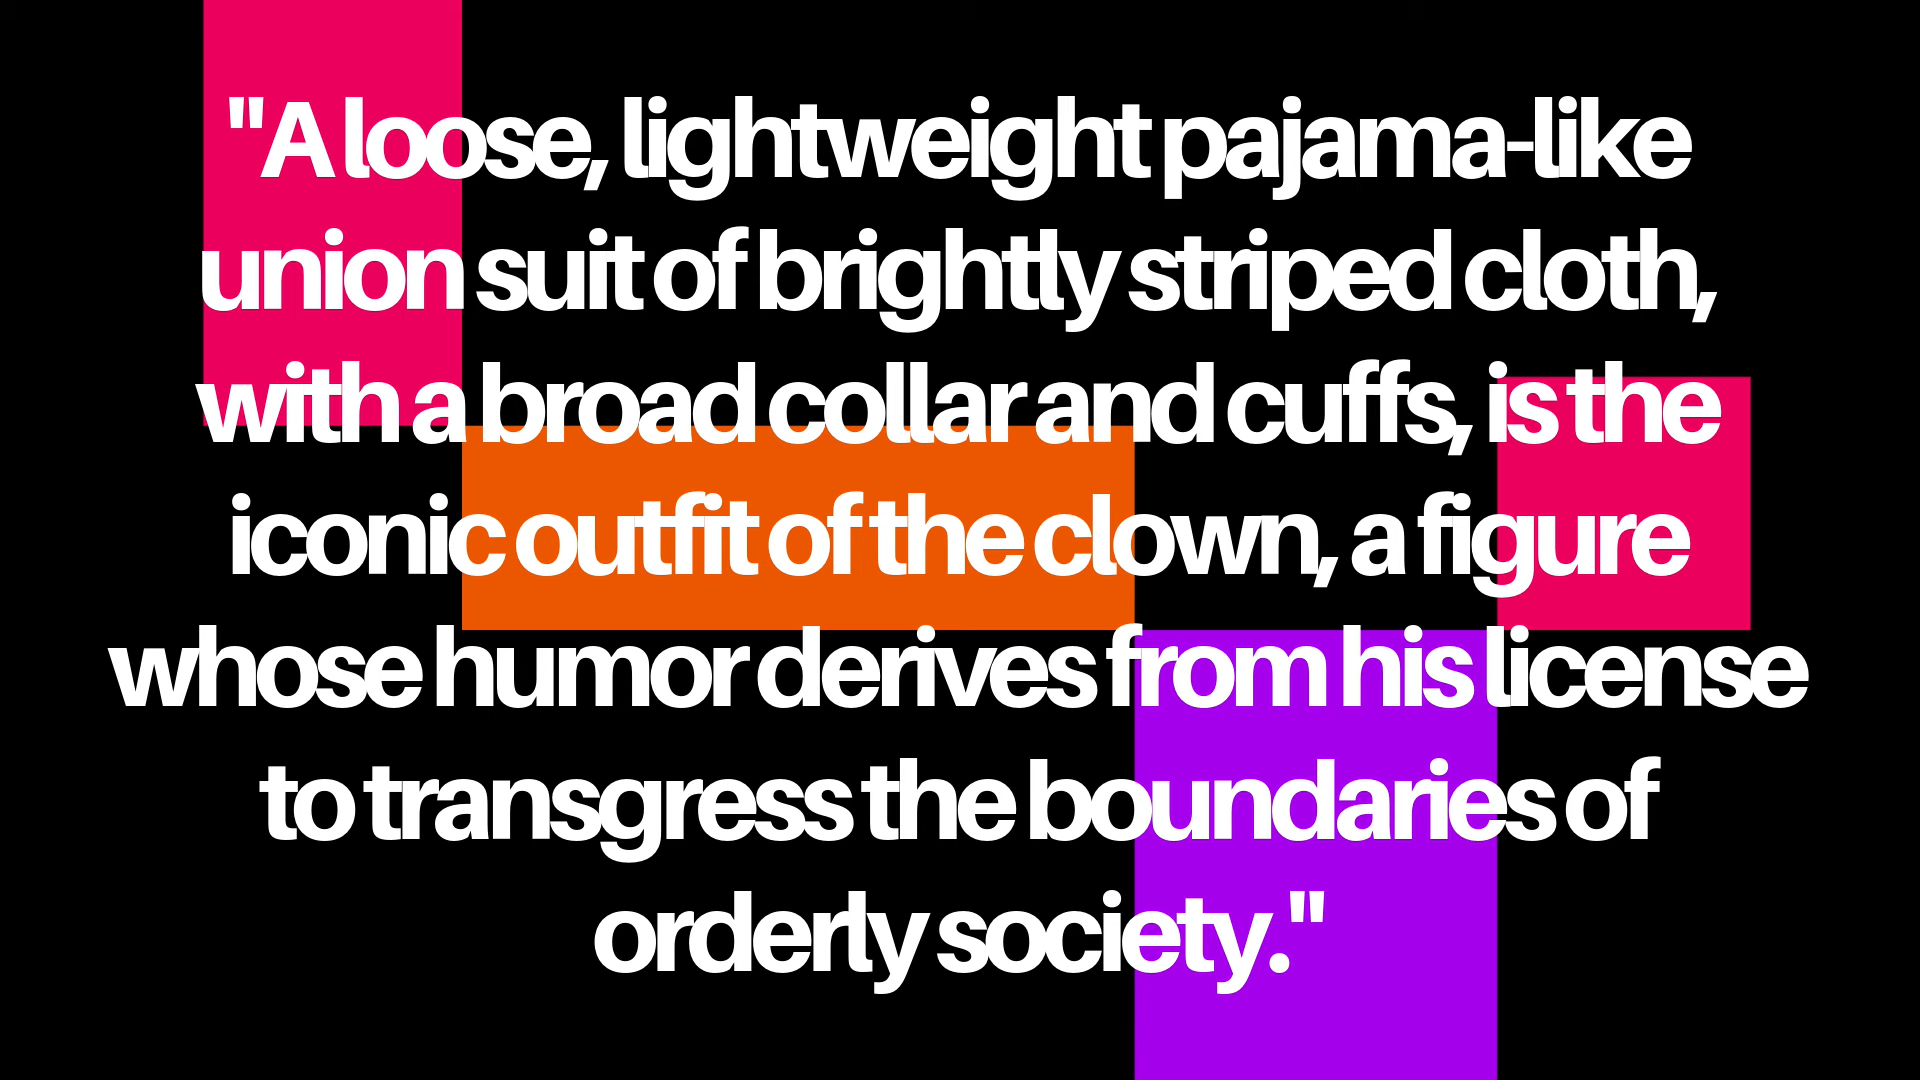 "A loose, lightweight pajama-like
union suit of brightly striped cloth,
with a broad collar and cuffs, is the
iconic outfit of the clown, a figure
whose humor derives from his license
to transgress the boundaries of
orderly society."